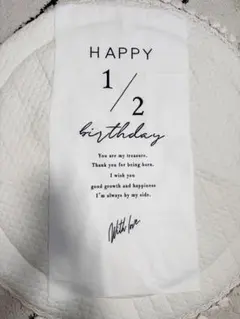 HAPPY
1/2
birthday
You are my treasure.
Thank you for being born.
I wish you
good growth and happiness
I'm always by my side.
With love